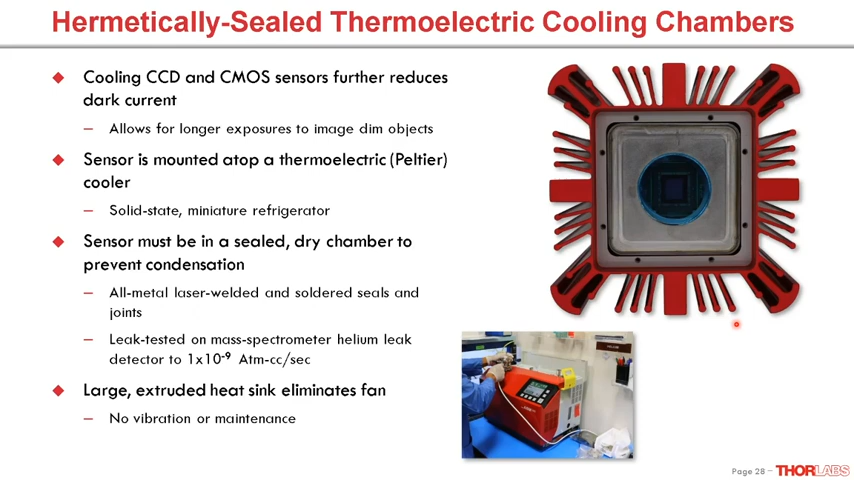 Hermetically-Sealed Thermoelectric Cooling Chambers
◆ Cooling CCD and CMOS sensors further reduces
dark current
– Allows for longer exposures to image dim objects
◆ Sensor is mounted atop a thermoelectric (Peltier)
cooler
– Solid-state, miniature refrigerator
◆ Sensor must be in a sealed, dry chamber to
prevent condensation
– All-metal laser-welded and soldered seals and
joints
– Leak-tested on mass-spectrometer helium leak
detector to 1x10⁻⁹ Atm-cc/sec
◆ Large, extruded heat sink eliminates fan
– No vibration or maintenance
Page 28 – THORLABS